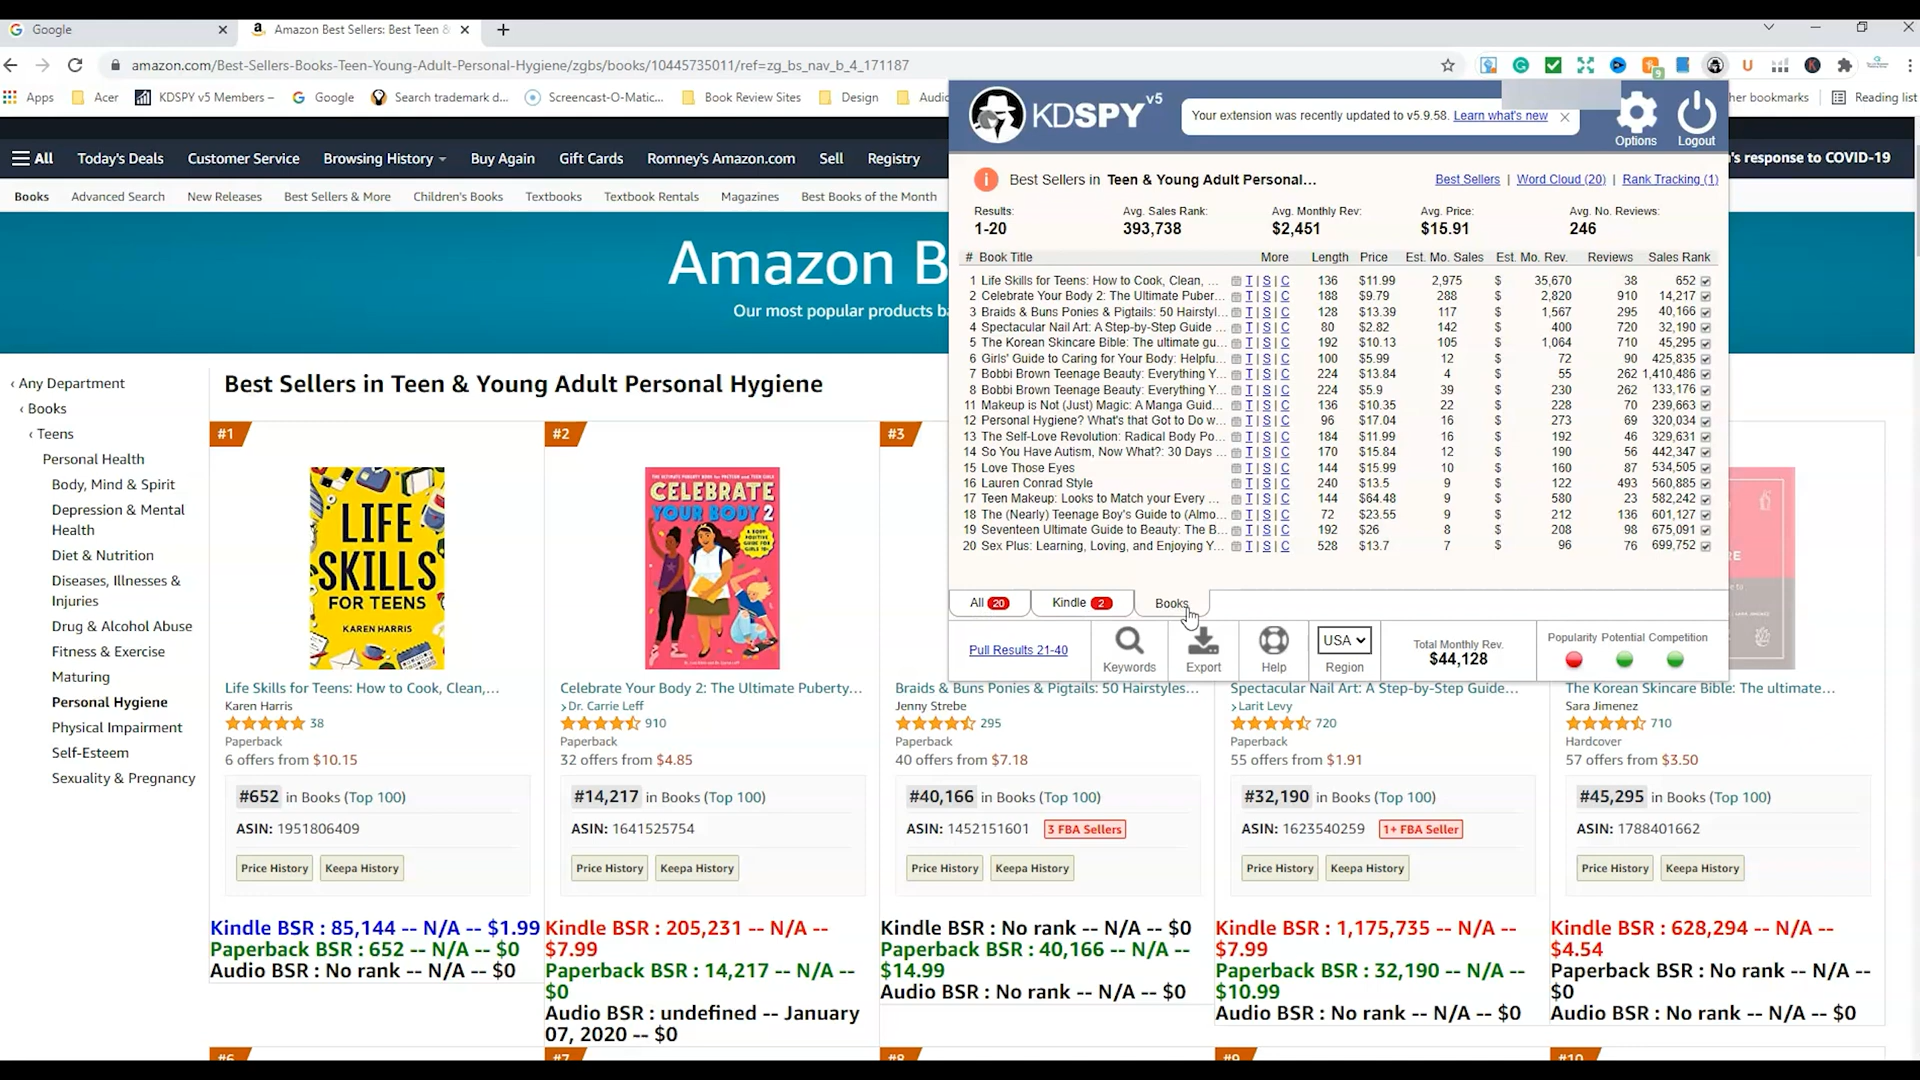 Google
Amazon Best Sellers: Best Teen &
amazon.com/Best-Sellers-Books-Teen-Young-Adult-Personal-Hygiene/zgbs/books/10445735011/ref=zg_bs_nav_b_4_171187
Apps
Acer
KDSPY v5 Members –
Google
Search trademark d...
Screencast-O-Matic...
Book Review Sites
Design
Audio
her bookmarks
Reading list
All
Today's Deals
Customer Service
Browsing History
Buy Again
Gift Cards
Romney's Amazon.com
Sell
Registry
's response to COVID-19
Books
Advanced Search
New Releases
Best Sellers & More
Children's Books
Textbooks
Textbook Rentals
Magazines
Best Books of the Month
Amazon B
Our most popular products ba
KDSPY v5
Your extension was recently updated to v5.9.58. Learn what's new
Options
Logout
Best Sellers in Teen & Young Adult Personal...
Best Sellers | Word Cloud (20) | Rank Tracking (1)
Results: Avg. Sales Rank: Avg. Monthly Rev: Avg. Price: Avg. No. Reviews:
1-20 393,738 $2,451 $15.91 246
# Book Title More Length Price Est. Mo. Sales Est. Mo. Rev. Reviews Sales Rank
1 Life Skills for Teens: How to Cook, Clean, ... T | S | C 136 $11.99 2,975 $ 35,670 38 652
2 Celebrate Your Body 2: The Ultimate Puber... T | S | C 188 $9.79 288 $ 2,820 910 14,217
3 Braids & Buns Ponies & Pigtails: 50 Hairstyl... T | S | C 128 $13.39 117 $ 1,567 295 40,166
4 Spectacular Nail Art: A Step-by-Step Guide ... T | S | C 80 $2.82 142 $ 400 720 32,190
5 The Korean Skincare Bible: The ultimate gu... T | S | C 192 $10.13 105 $ 1,064 710 45,295
6 Girls' Guide to Caring for Your Body: Helpfu... T | S | C 100 $5.99 12 $ 72 90 425,835
7 Bobbi Brown Teenage Beauty: Everything Y... T | S | C 224 $13.84 4 $ 55 262 1,410,486
8 Bobbi Brown Teenage Beauty: Everything Y... T | S | C 224 $5.9 39 $ 230 262 133,176
11 Makeup is Not (Just) Magic: A Manga Guid... T | S | C 136 $10.35 22 $ 228 70 239,663
12 Personal Hygiene? What's that Got to Do w... T | S | C 96 $17.04 16 $ 273 69 320,034
13 The Self-Love Revolution: Radical Body Po... T | S | C 184 $11.99 16 $ 192 46 329,631
14 So You Have Autism, Now What?: 30 Days ... T | S | C 170 $15.84 12 $ 190 56 442,347
15 Love Those Eyes T | S | C 144 $15.99 10 $ 160 87 534,505
16 Lauren Conrad Style T | S | C 240 $13.5 9 $ 122 493 560,885
17 Teen Makeup: Looks to Match your Every ... T | S | C 144 $64.48 9 $ 580 23 582,242
18 The (Nearly) Teenage Boy's Guide to (Almo... T | S | C 72 $23.55 9 $ 212 136 601,127
19 Seventeen Ultimate Guide to Beauty: The B... T | S | C 192 $26 8 $ 208 98 675,091
20 Sex Plus: Learning, Loving, and Enjoying Y... T | S | C 528 $13.7 7 $ 96 76 699,752
All 20
Kindle 2
Books
Pull Results 21-40
Keywords
Export
Help
USA
Region
Total Monthly Rev.
$44,128
Popularity Potential Competition
‹ Any Department
‹ Books
‹ Teens
Personal Health
Body, Mind & Spirit
Depression & Mental
Health
Diet & Nutrition
Diseases, Illnesses &
Injuries
Drug & Alcohol Abuse
Fitness & Exercise
Maturing
Personal Hygiene
Physical Impairment
Self-Esteem
Sexuality & Pregnancy
Best Sellers in Teen & Young Adult Personal Hygiene
#1
LIFE
SKILLS
FOR TEENS
KAREN HARRIS
Life Skills for Teens: How to Cook, Clean,...
Karen Harris
38
Paperback
6 offers from $10.15
#652 in Books (Top 100)
ASIN: 1951806409
Price History
Keepa History
Kindle BSR : 85,144 -- N/A -- $1.99
Paperback BSR : 652 -- N/A -- $0
Audio BSR : No rank -- N/A -- $0
#2
CELEBRATE
YOUR BODY 2
Celebrate Your Body 2: The Ultimate Puberty...
› Dr. Carrie Leff
910
Paperback
32 offers from $4.85
#14,217 in Books (Top 100)
ASIN: 1641525754
Price History
Keepa History
Kindle BSR : 205,231 -- N/A --
$7.99
Paperback BSR : 14,217 -- N/A --
$0
Audio BSR : undefined -- January
07, 2020 -- $0
#3
Braids & Buns Ponies & Pigtails: 50 Hairstyles...
Jenny Strebe
295
Paperback
40 offers from $7.18
#40,166 in Books (Top 100)
ASIN: 1452151601
3 FBA Sellers
Price History
Keepa History
Kindle BSR : No rank -- N/A -- $0
Paperback BSR : 40,166 -- N/A --
$14.99
Audio BSR : No rank -- N/A -- $0
Spectacular Nail Art: A Step-by-Step Guide...
› Larit Levy
720
Paperback
55 offers from $1.91
#32,190 in Books (Top 100)
ASIN: 1623540259
1+ FBA Seller
Price History
Keepa History
Kindle BSR : 1,175,735 -- N/A --
$7.99
Paperback BSR : 32,190 -- N/A --
$10.99
Audio BSR : No rank -- N/A -- $0
The Korean Skincare Bible: The ultimate...
Sara Jimenez
710
Hardcover
57 offers from $3.50
#45,295 in Books (Top 100)
ASIN: 1788401662
Price History
Keepa History
Kindle BSR : 628,294 -- N/A --
$4.54
Paperback BSR : No rank -- N/A --
$0
Audio BSR : No rank -- N/A -- $0
#6
#7
#8
#9
#10